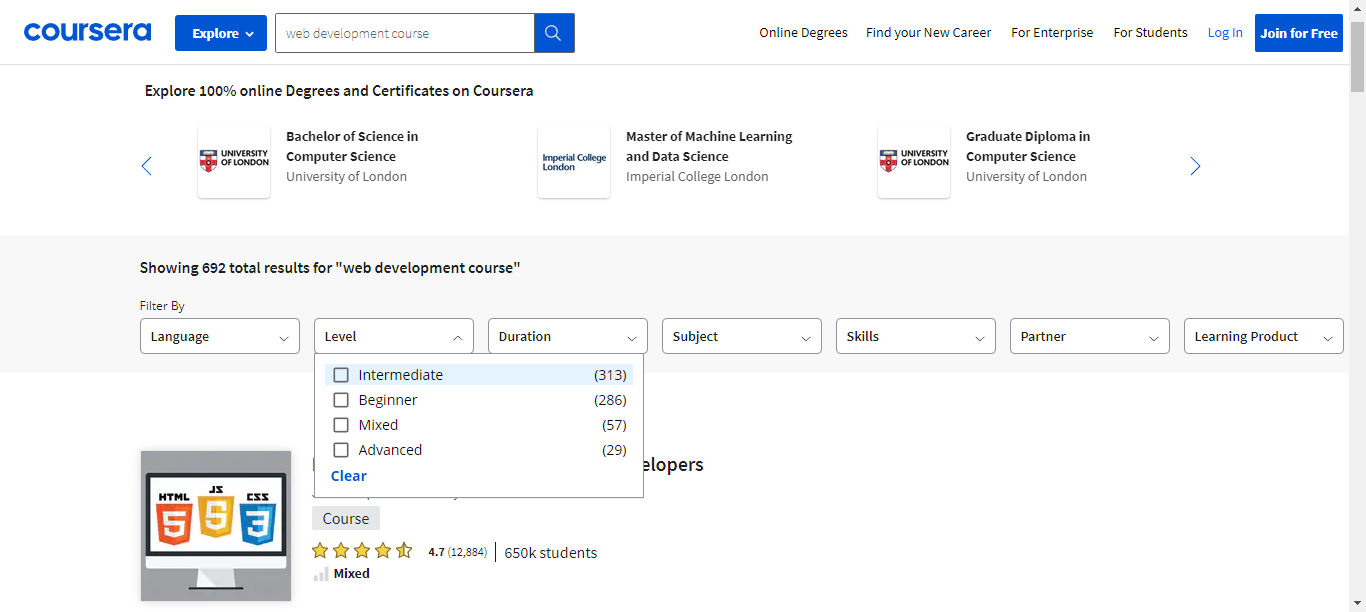 coursera
Explore
web development course
Online Degrees
Find your New Career
For Enterprise
For Students
Log In
Join for Free
Explore 100% online Degrees and Certificates on Coursera
UNIVERSITY
OF LONDON
Bachelor of Science in
Computer Science
University of London
Imperial College
London
Master of Machine Learning
and Data Science
Imperial College London
UNIVERSITY
OF LONDON
Graduate Diploma in
Computer Science
University of London
Showing 692 total results for "web development course"
Filter By
Language
Level
Duration
Subject
Skills
Partner
Learning Product
Intermediate (313)
Beginner (286)
Mixed (57)
Advanced (29)
Clear
HTML JS CSS
5 5 3
Course
4.7 (12,884) 650k students
Mixed